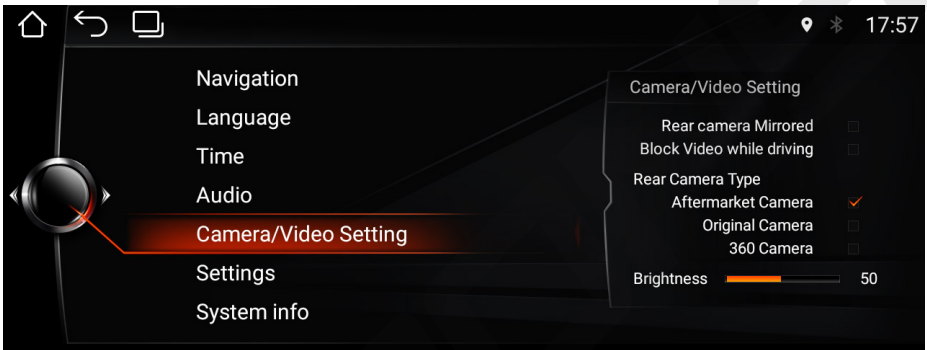 17:57
Navigation
Language
Time
Audio
Camera/Video Setting
Settings
System info
Camera/Video Setting
Rear camera Mirrored
Block Video while driving
Rear Camera Type
Aftermarket Camera
Original Camera
360 Camera
Brightness 50